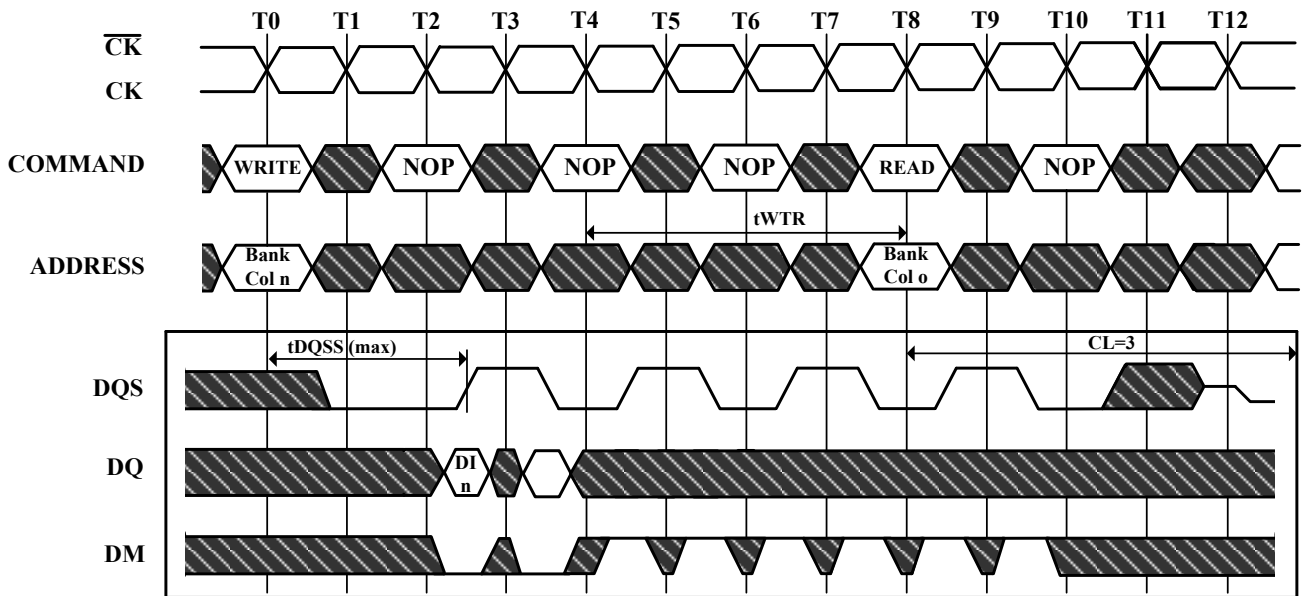 T0 T1 T2 T3 T4 T5 T6 T7 T8 T9 T10 T11 T12
CK
CK
COMMAND
WRITE NOP NOP NOP READ NOP
tWTR
ADDRESS
Bank
Col n
Bank
Col o
tDQSS (max)
CL=3
DQS
DQ
DI
n
DM